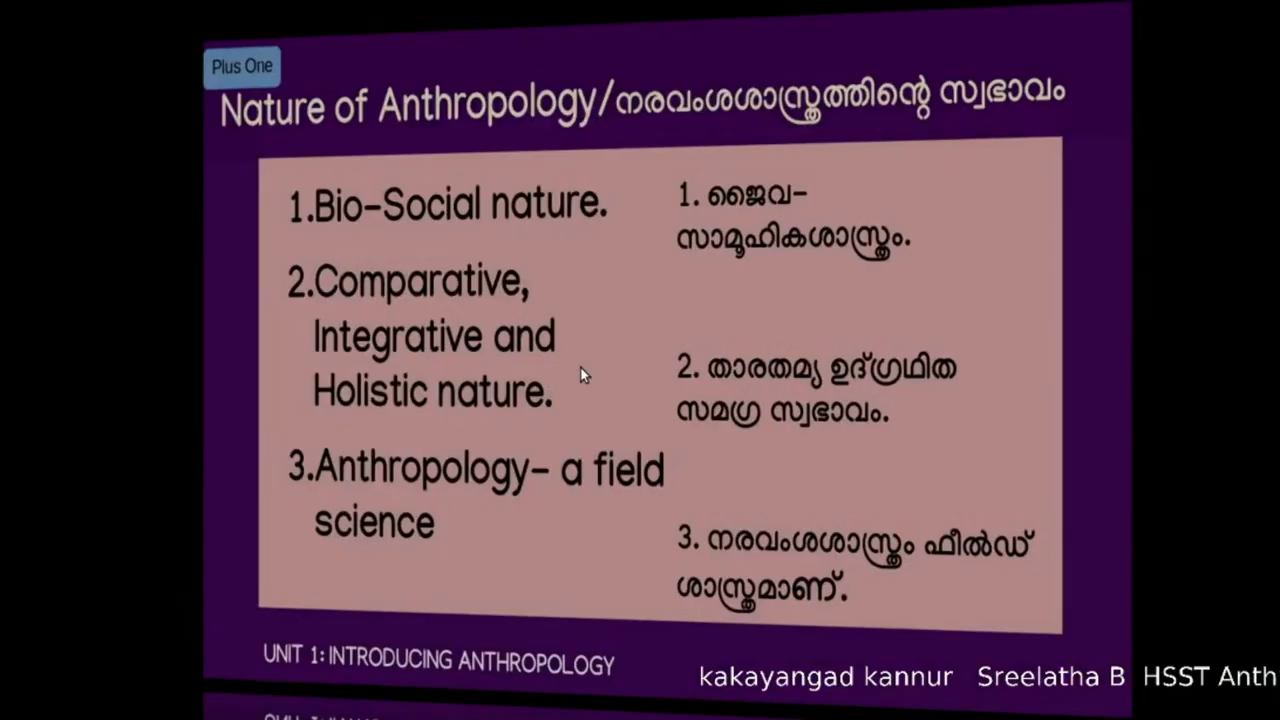 Plus One
Nature of Anthropology/നരവംശശാസ്ത്രത്തിന്റെ സ്വഭാവം
1.Bio-Social nature.
2.Comparative,
Integrative and
Holistic nature.
3.Anthropology- a field
science
1. ജൈവ-
സാമൂഹികശാസ്ത്രം.
2. താരതമ്യ ഉദ്ഗ്രഥിത
സമഗ്ര സ്വഭാവം.
3. നരവംശശാസ്ത്രം ഫീൽഡ്
ശാസ്ത്രമാണ്.
UNIT 1: INTRODUCING ANTHROPOLOGY
kakayangad kannur Sreelatha B HSST Anth